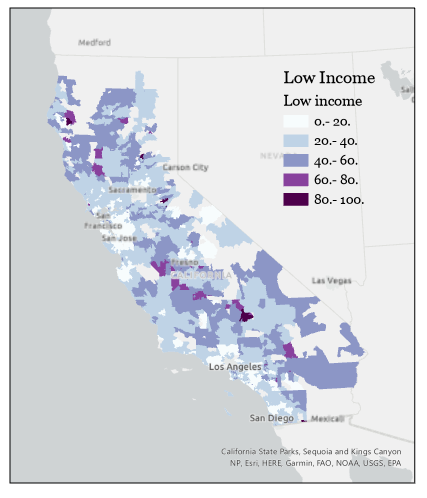 Medford
Low Income
Low income
0.- 20.
20.- 40.
40.- 60.
60.- 80.
80.- 100.
Carson City
Sacramento
San
Francisco
San Jose
Fresno
Las Vegas
Los Angeles
San Diego
Mexicali
California State Parks, Sequoia and Kings Canyon
NP, Esri, HERE, Garmin, FAO, NOAA, USGS, EPA